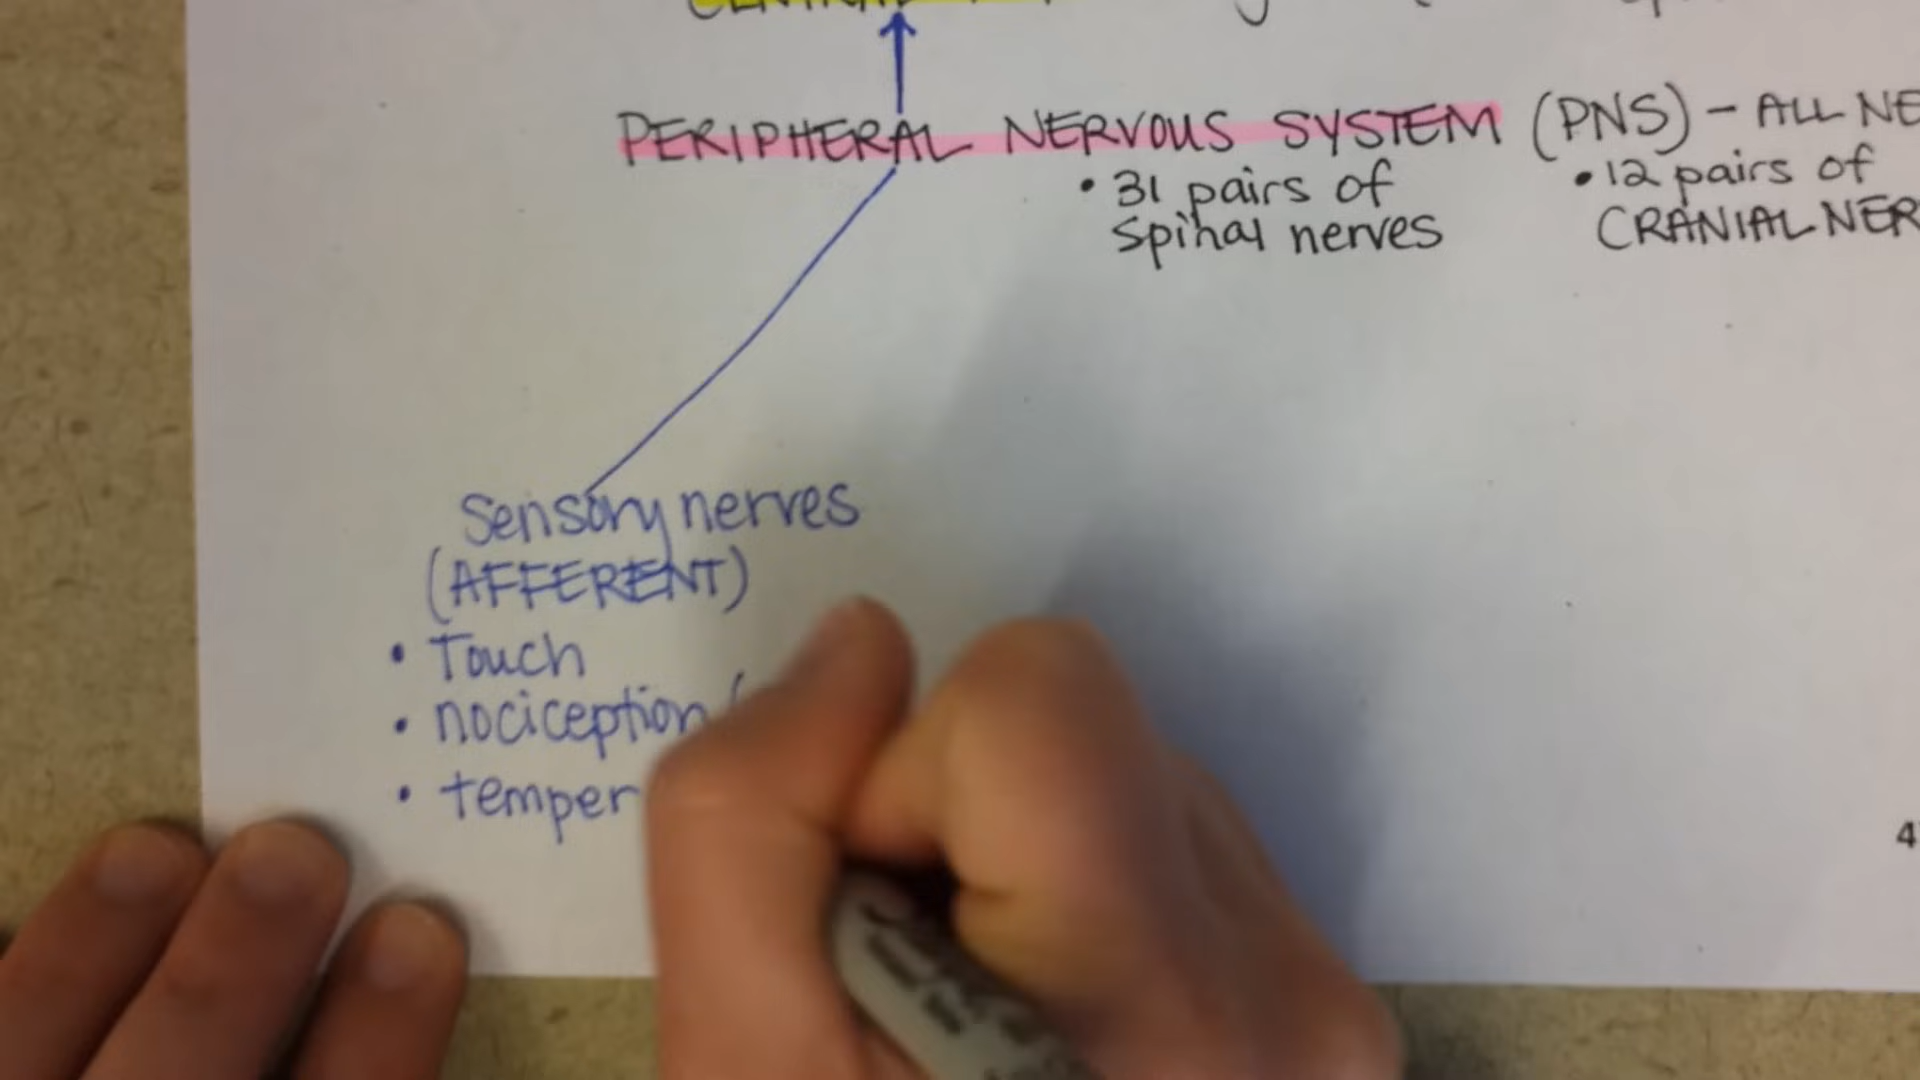 PERIPHERAL NERVOUS SYSTEM (PNS) - ALL NE
• 31 pairs of
spinal nerves
• 12 pairs of
CRANIAL NER
Sensory nerves
(AFFERENT)
• Touch
• nociception (
• temper
4